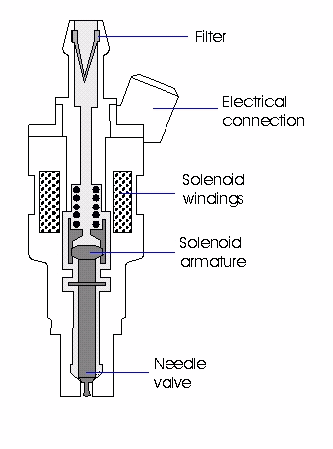 Filter
Electrical
connection
Solenoid
windings
Solenoid
armature
Needle
valve